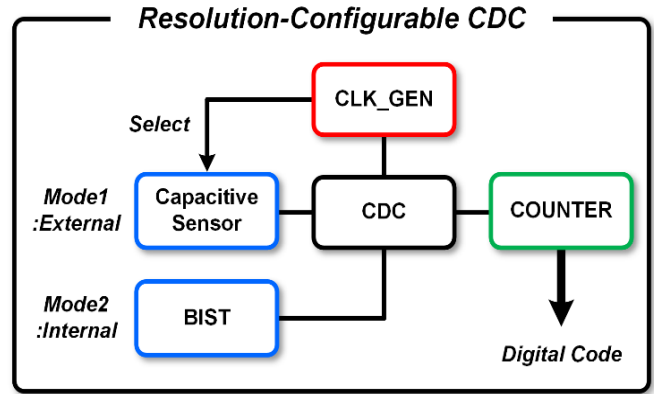 Resolution-Configurable CDC
CLK_GEN
Select
Mode1
:External
Capacitive
Sensor
CDC
COUNTER
Mode2
:Internal
BIST
Digital Code